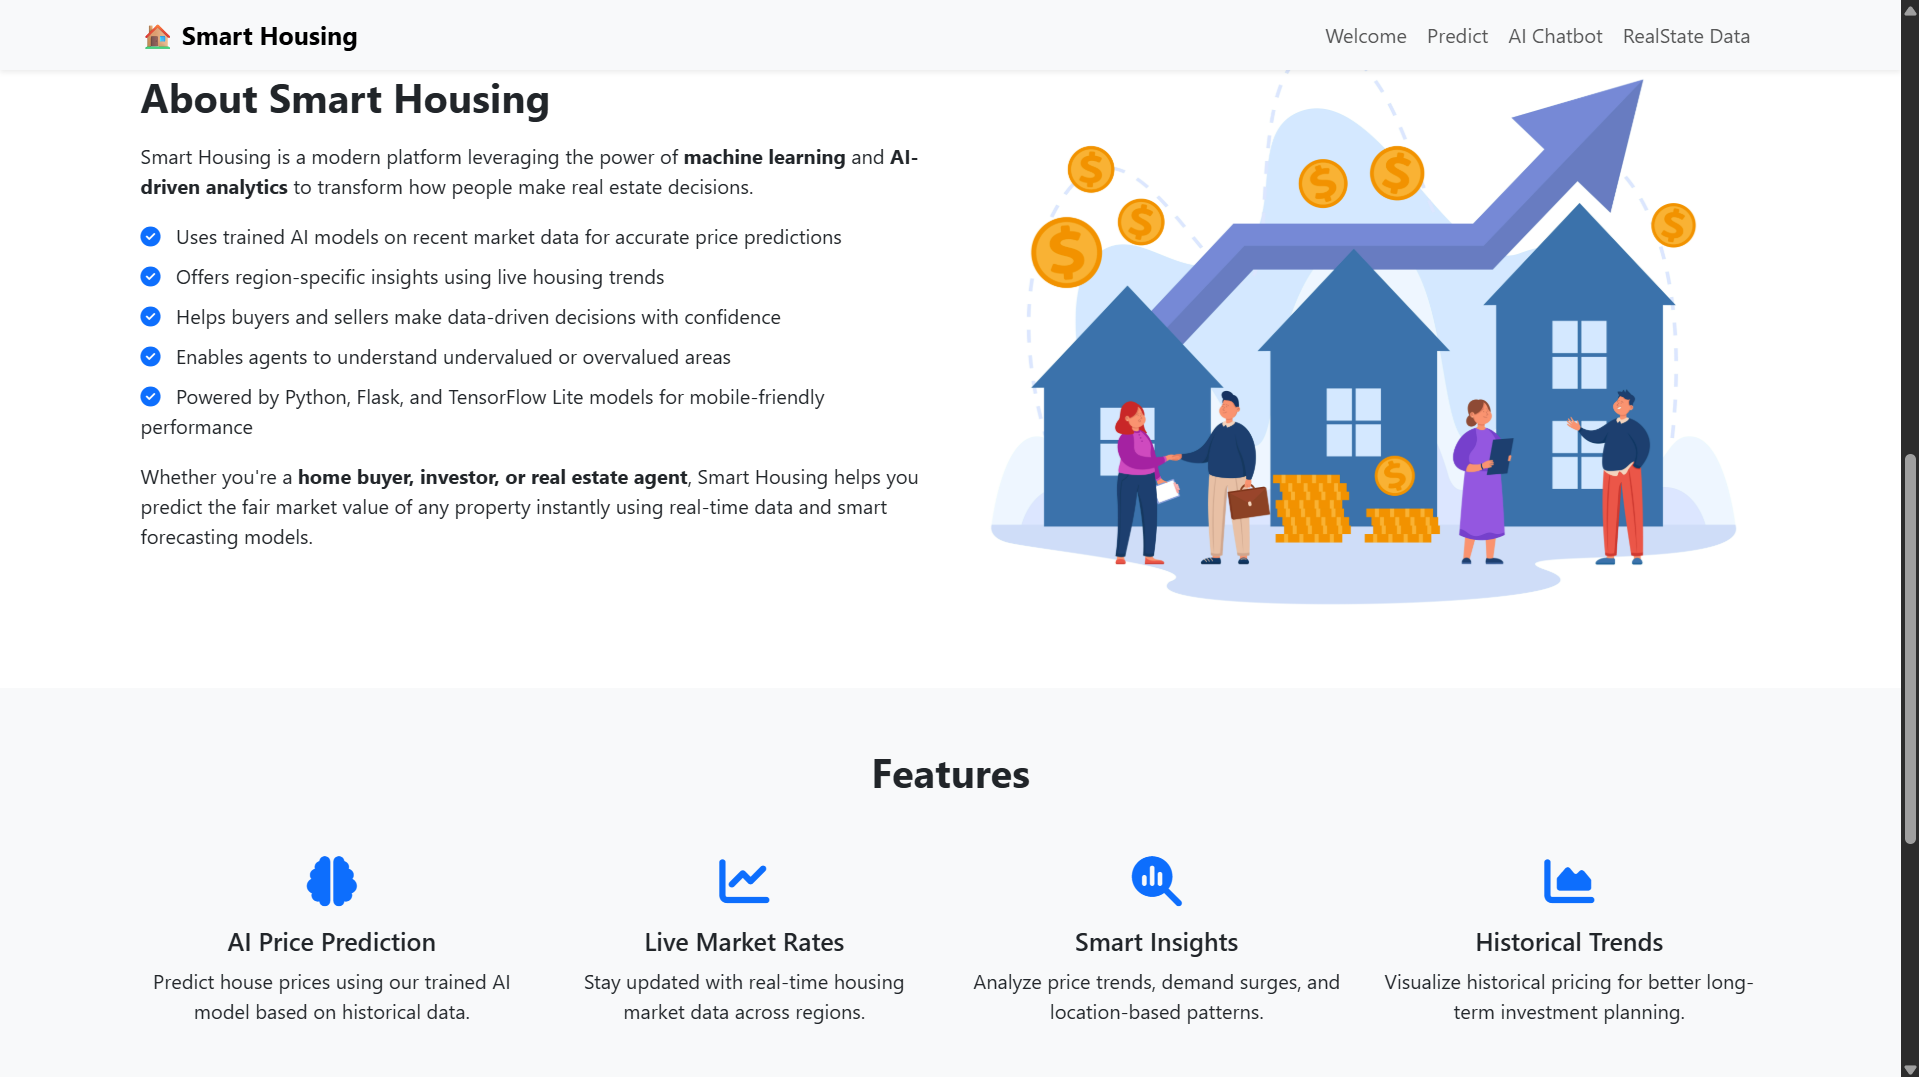 Smart Housing
Welcome Predict AI Chatbot RealState Data
About Smart Housing
Smart Housing is a modern platform leveraging the power of machine learning and AI-
driven analytics to transform how people make real estate decisions.
Uses trained AI models on recent market data for accurate price predictions
Offers region-specific insights using live housing trends
Helps buyers and sellers make data-driven decisions with confidence
Enables agents to understand undervalued or overvalued areas
Powered by Python, Flask, and TensorFlow Lite models for mobile-friendly
performance
Whether you're a home buyer, investor, or real estate agent, Smart Housing helps you
predict the fair market value of any property instantly using real-time data and smart
forecasting models.
Features
AI Price Prediction
Predict house prices using our trained AI
model based on historical data.
Live Market Rates
Stay updated with real-time housing
market data across regions.
Smart Insights
Analyze price trends, demand surges, and
location-based patterns.
Historical Trends
Visualize historical pricing for better long-
term investment planning.